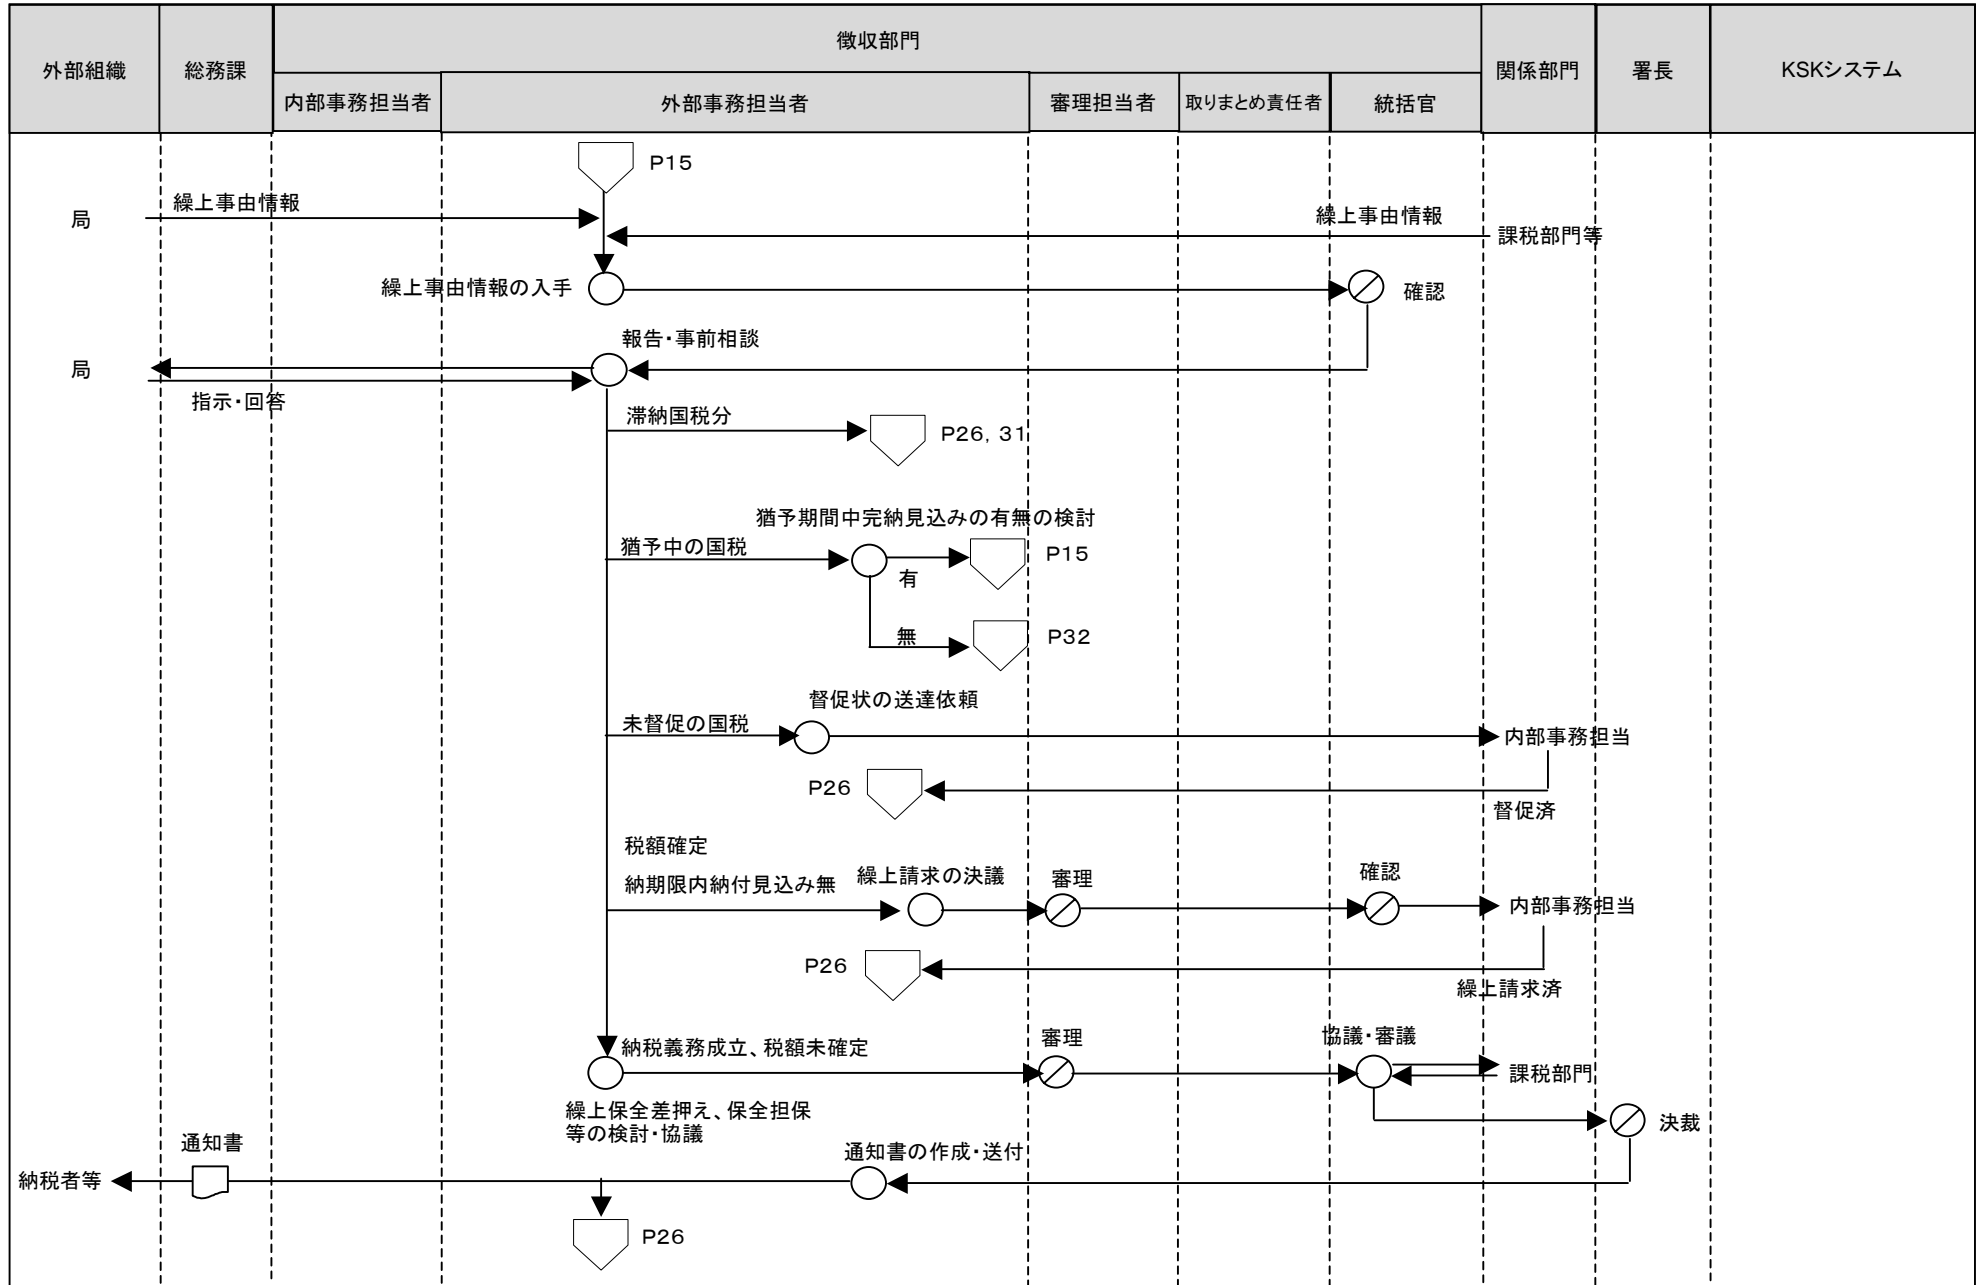 外部組織
総務課
徴収部門
関係部門
署長
KSKシステム
内部事務担当者
外部事務担当者
審理担当者
取りまとめ責任者
統括官
P15
局
繰上事由情報
繰上事由情報
課税部門等
繰上事由情報の入手
確認
報告・事前相談
局
指示・回答
滞納国税分
P26, 31
猶予期間中完納見込みの有無の検討
猶予中の国税
P15
有
無
P32
督促状の送達依頼
未督促の国税
内部事務担当
P26
督促済
税額確定
納期限内納付見込み無
繰上請求の決議
審理
確認
内部事務担当
P26
繰上請求済
納税義務成立、税額未確定
審理
協議・審議
課税部門
繰上保全差押え、保全担保
等の検討・協議
決裁
通知書
通知書の作成・送付
納税者等
P26